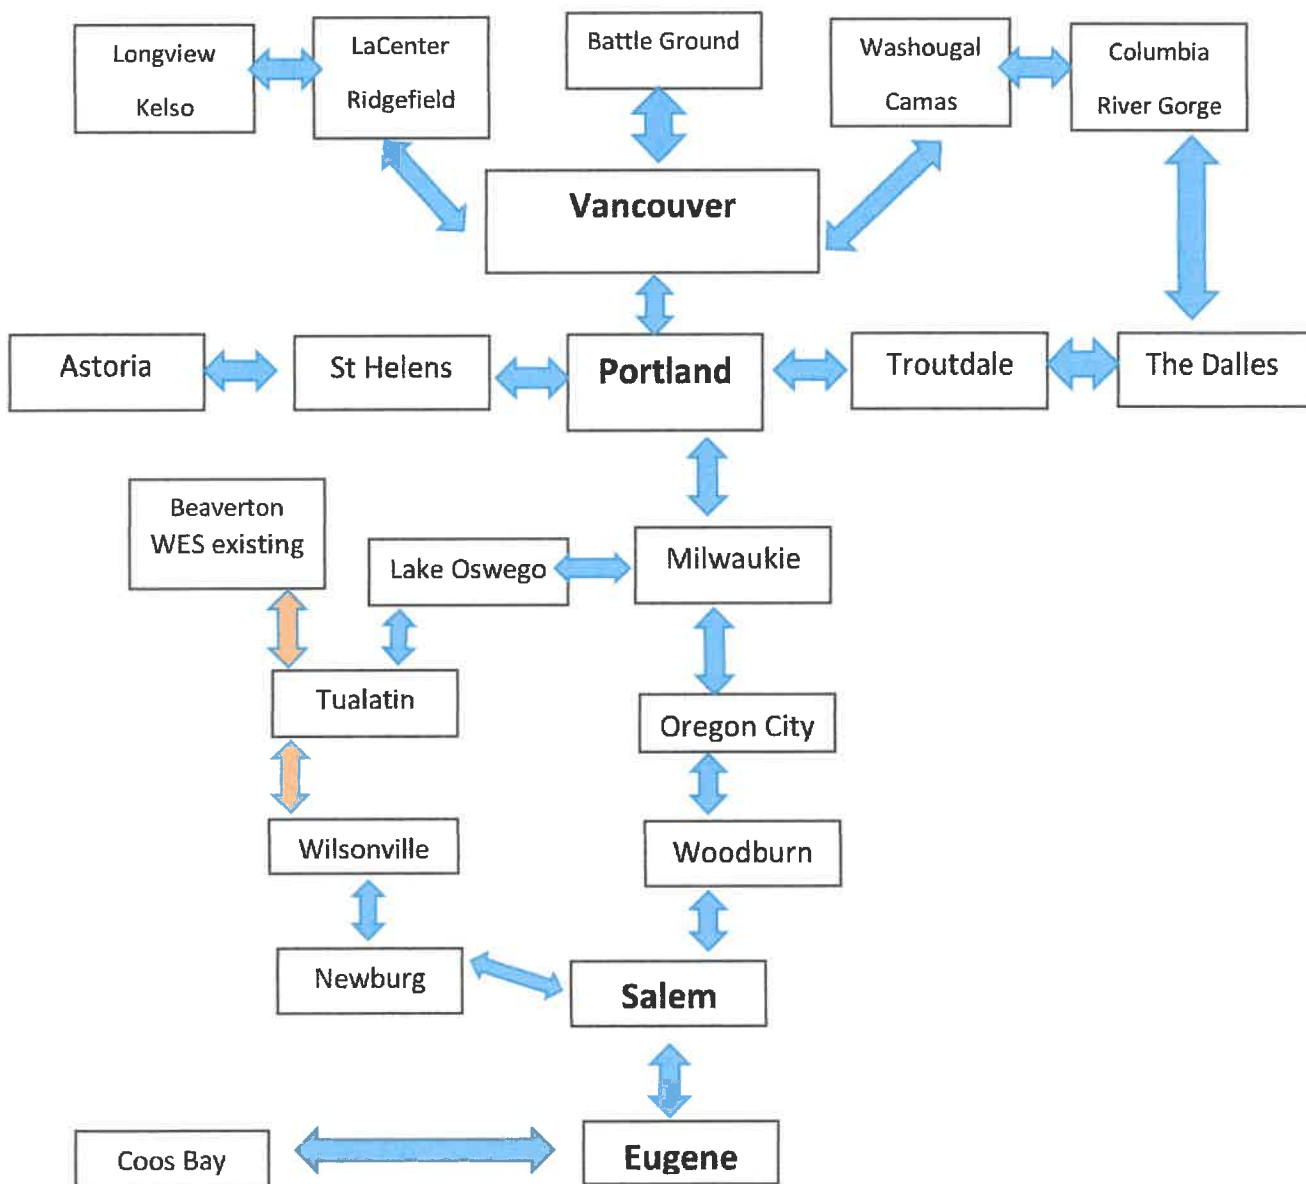 Longview
Kelso
LaCenter
Ridgefield
Battle Ground
Washougal
Camas
Columbia
River Gorge
Vancouver
Astoria
St Helens
Portland
Troutdale
The Dalles
Beaverton
WES existing
Lake Oswego
Milwaukie
Tualatin
Oregon City
Wilsonville
Woodburn
Newburg
Salem
Coos Bay
Eugene